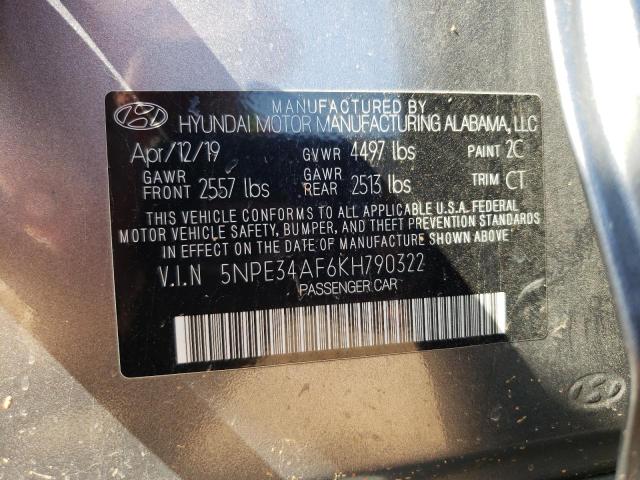 MANUFACTURED BY
HYUNDAI MOTOR MANUFACTURING ALABAMA, LLC
Apr/12/19 GVWR 4497 lbs PAINT 2C
GAWR FRONT 2557 lbs GAWR REAR 2513 lbs TRIM CT
THIS VEHICLE CONFORMS TO ALL APPLICABLE U.S.A. FEDERAL
MOTOR VEHICLE SAFETY, BUMPER, AND THEFT PREVENTION STANDARDS
IN EFFECT ON THE DATE OF MANUFACTURE SHOWN ABOVE.
V.I.N 5NPE34AF6KH790322
PASSENGER CAR